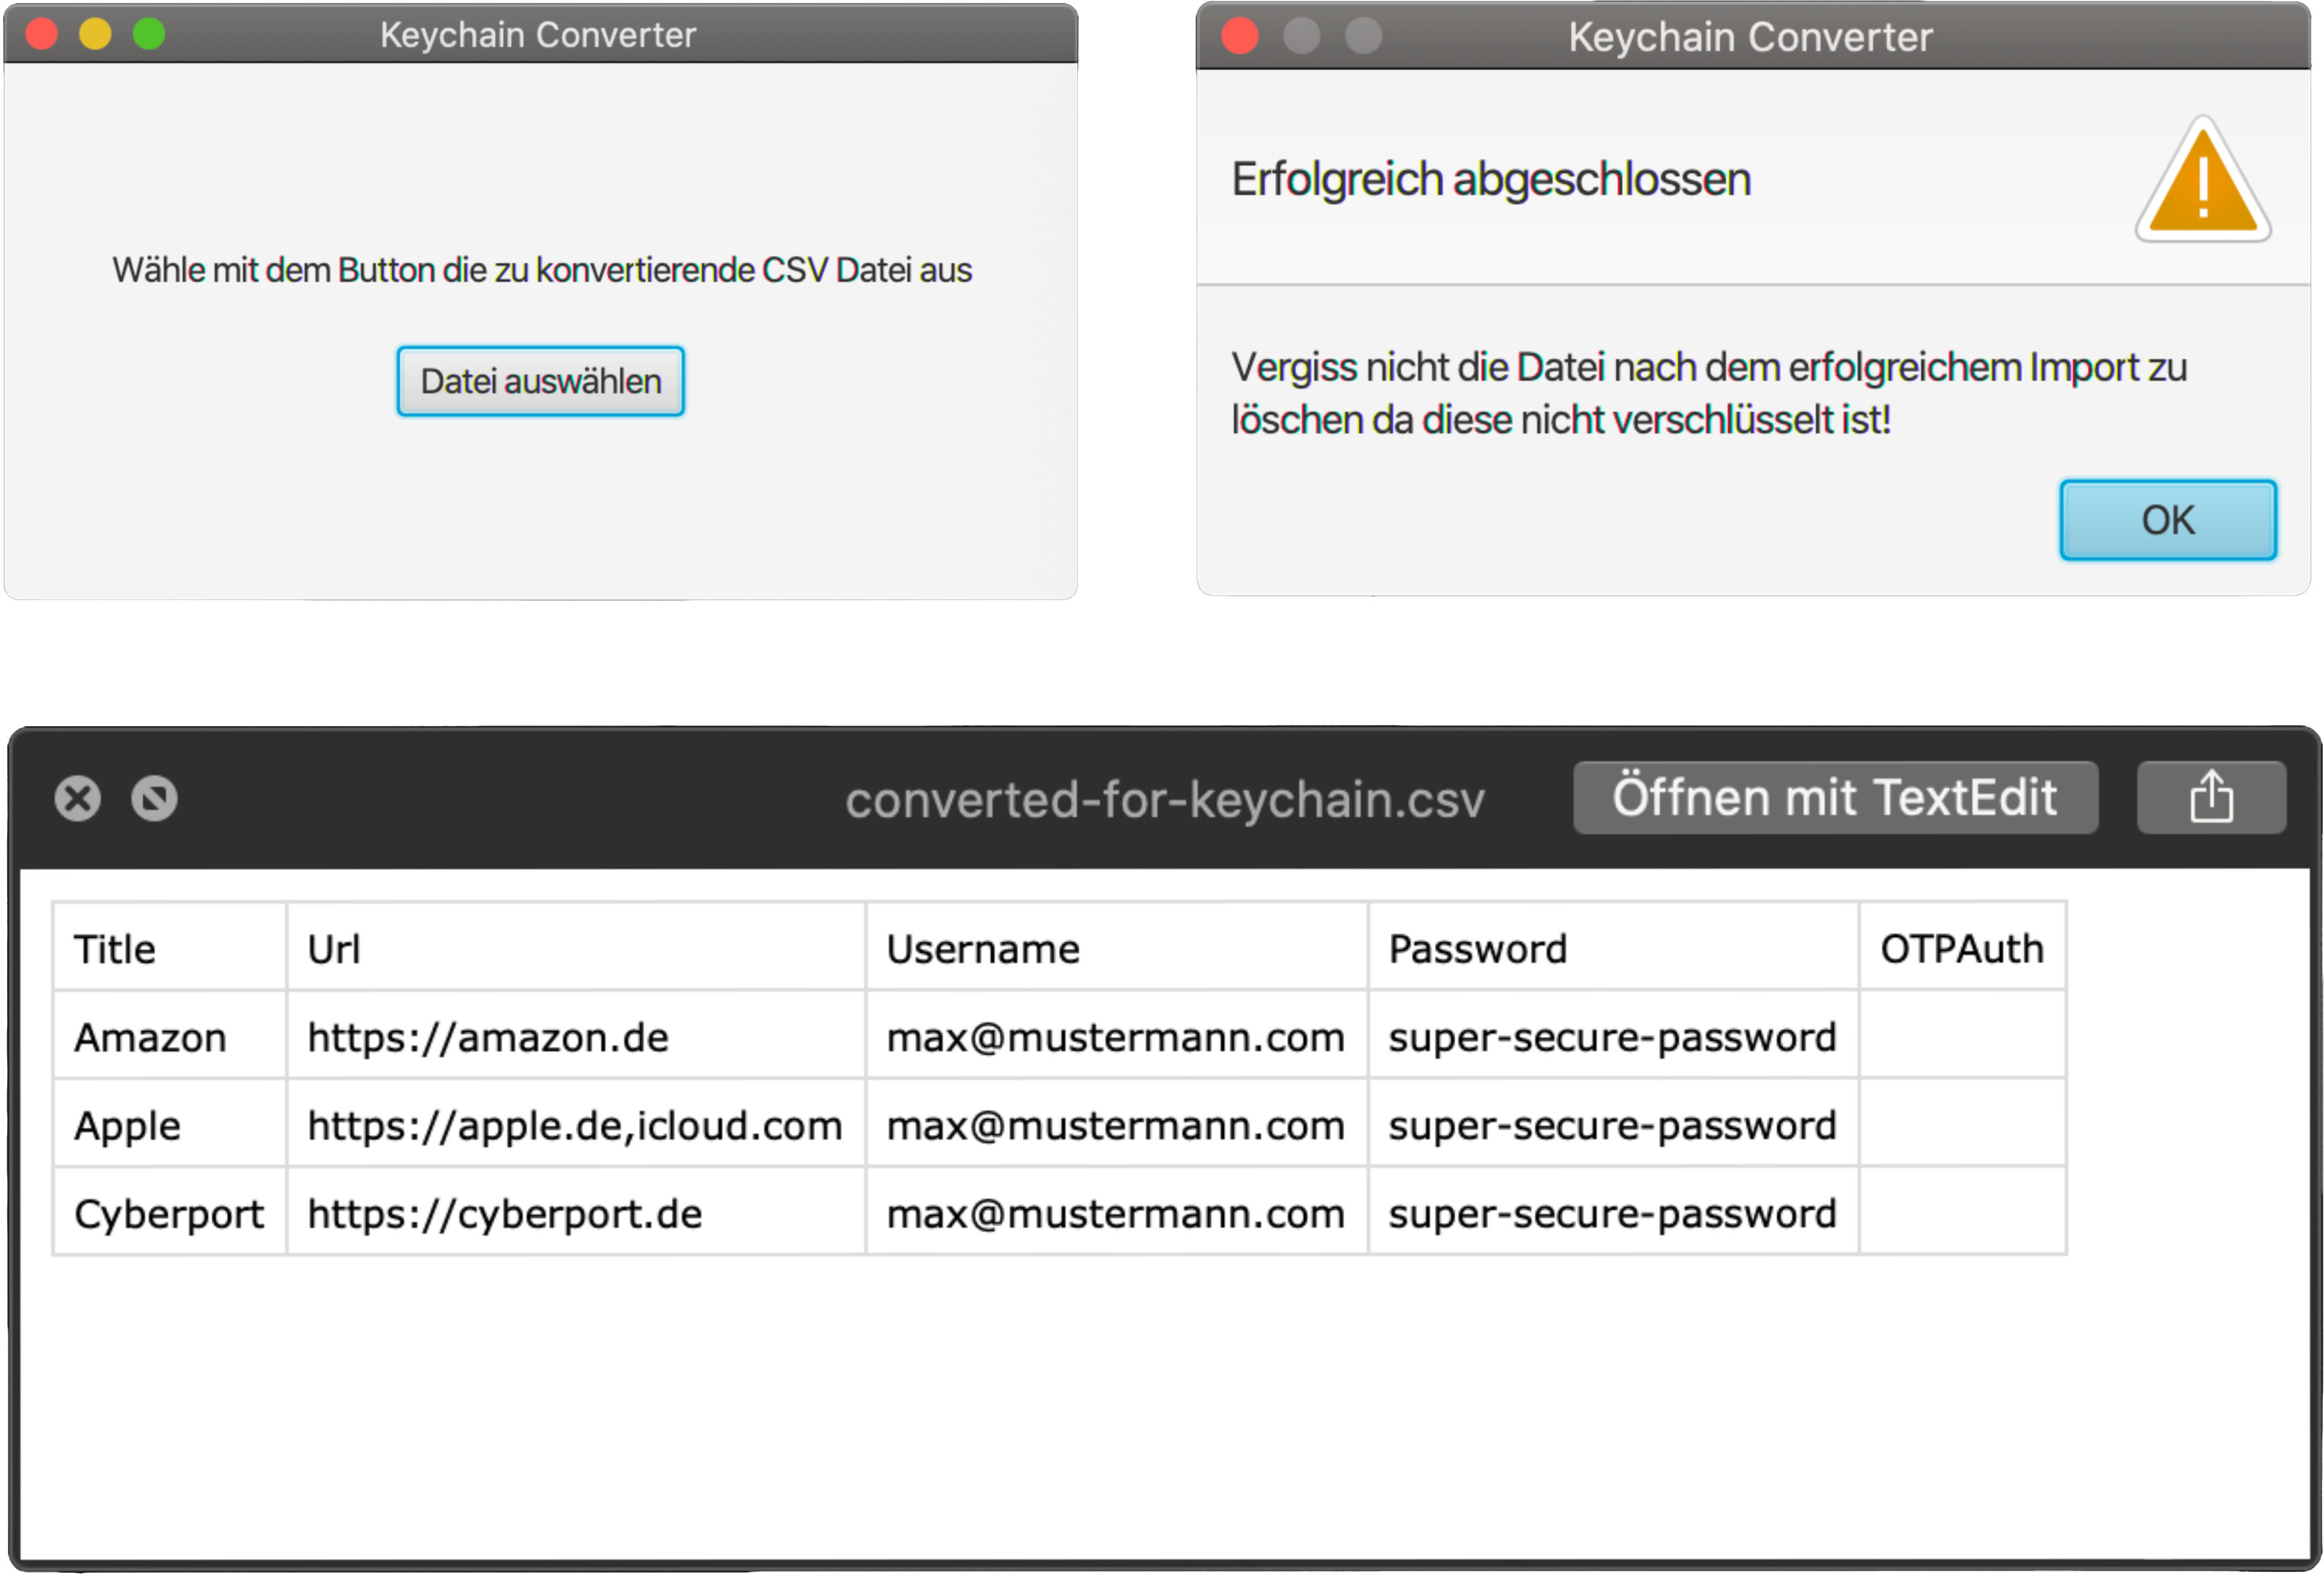 Keychain Converter
Wähle mit dem Button die zu konvertierende CSV Datei aus
Datei auswählen
Keychain Converter
Erfolgreich abgeschlossen
Vergiss nicht die Datei nach dem erfolgreichem Import zu
löschen da diese nicht verschlüsselt ist!
OK
converted-for-keychain.csv Öffnen mit TextEdit
Title Url Username Password OTPAuth
Amazon https://amazon.de max@mustermann.com super-secure-password
Apple https://apple.de,icloud.com max@mustermann.com super-secure-password
Cyberport https://cyberport.de max@mustermann.com super-secure-password